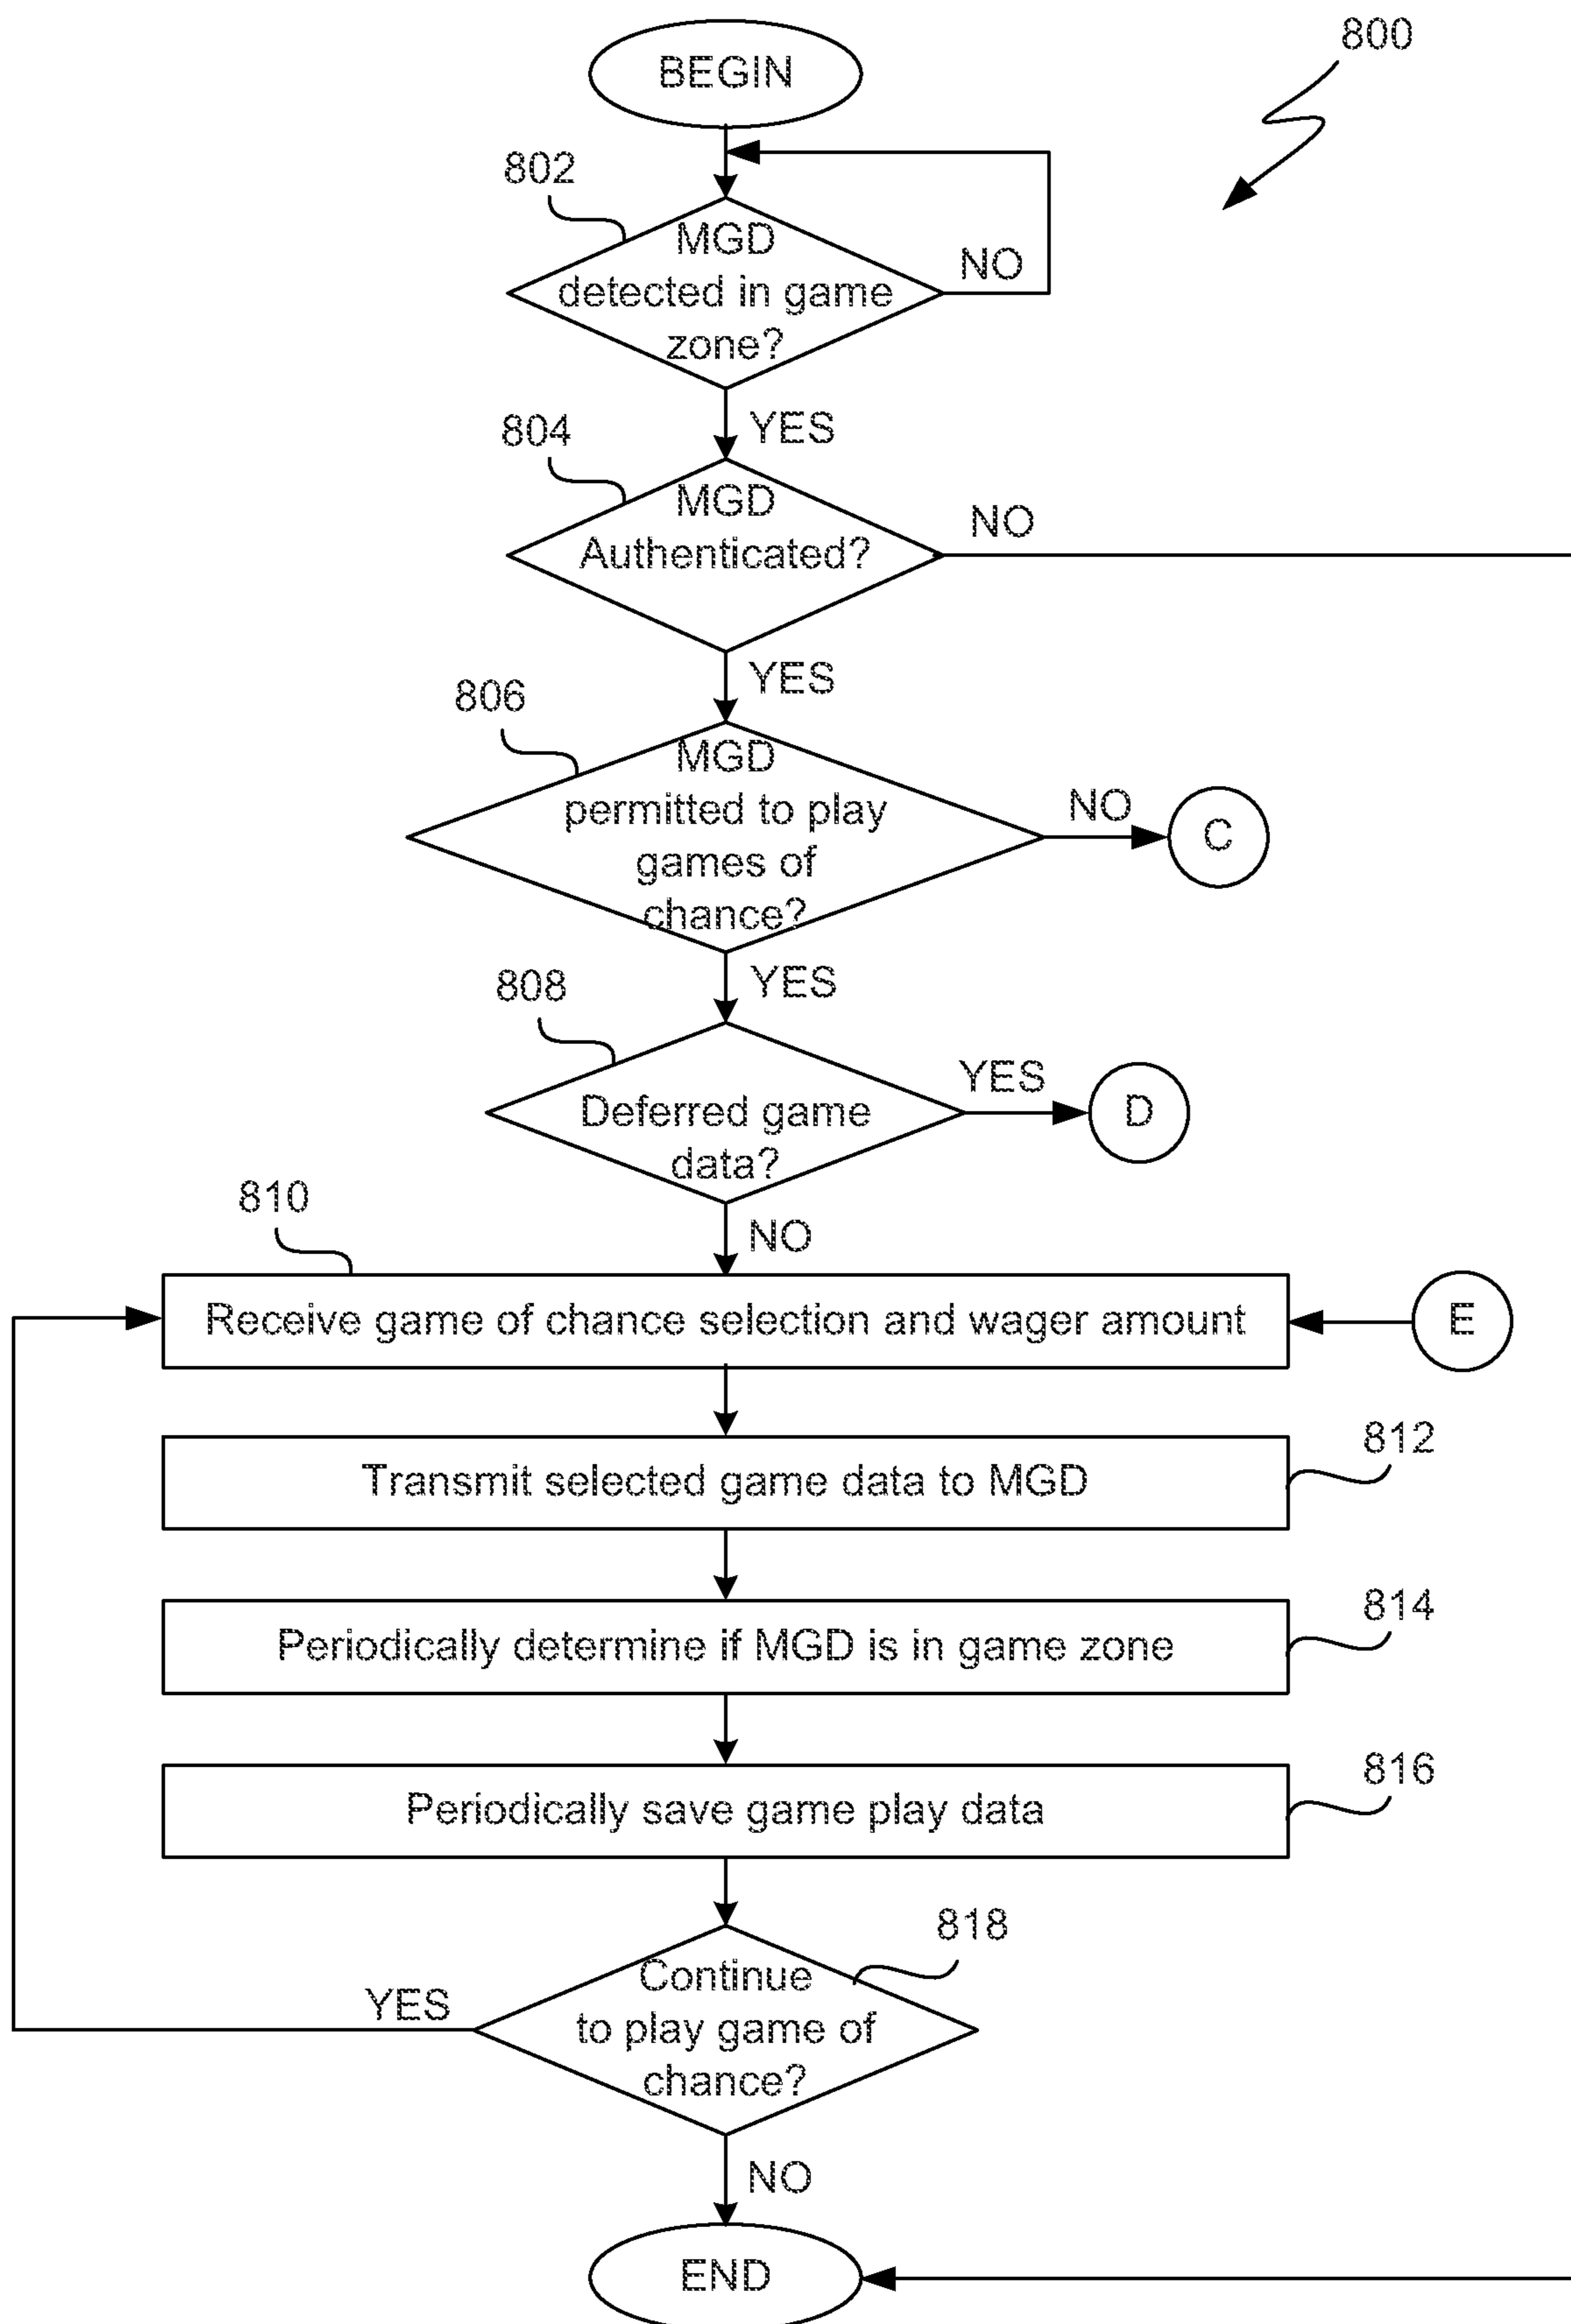 BEGIN
800
802
MGD
detected in game
zone?
NO
YES
804
MGD
Authenticated?
NO
YES
806
MGD
permitted to play
games of
chance?
NO
C
YES
808
Deferred game
data?
YES
D
NO
810
Receive game of chance selection and wager amount
E
812
Transmit selected game data to MGD
814
Periodically determine if MGD is in game zone
816
Periodically save game play data
818
Continue
to play game of
chance?
YES
NO
END